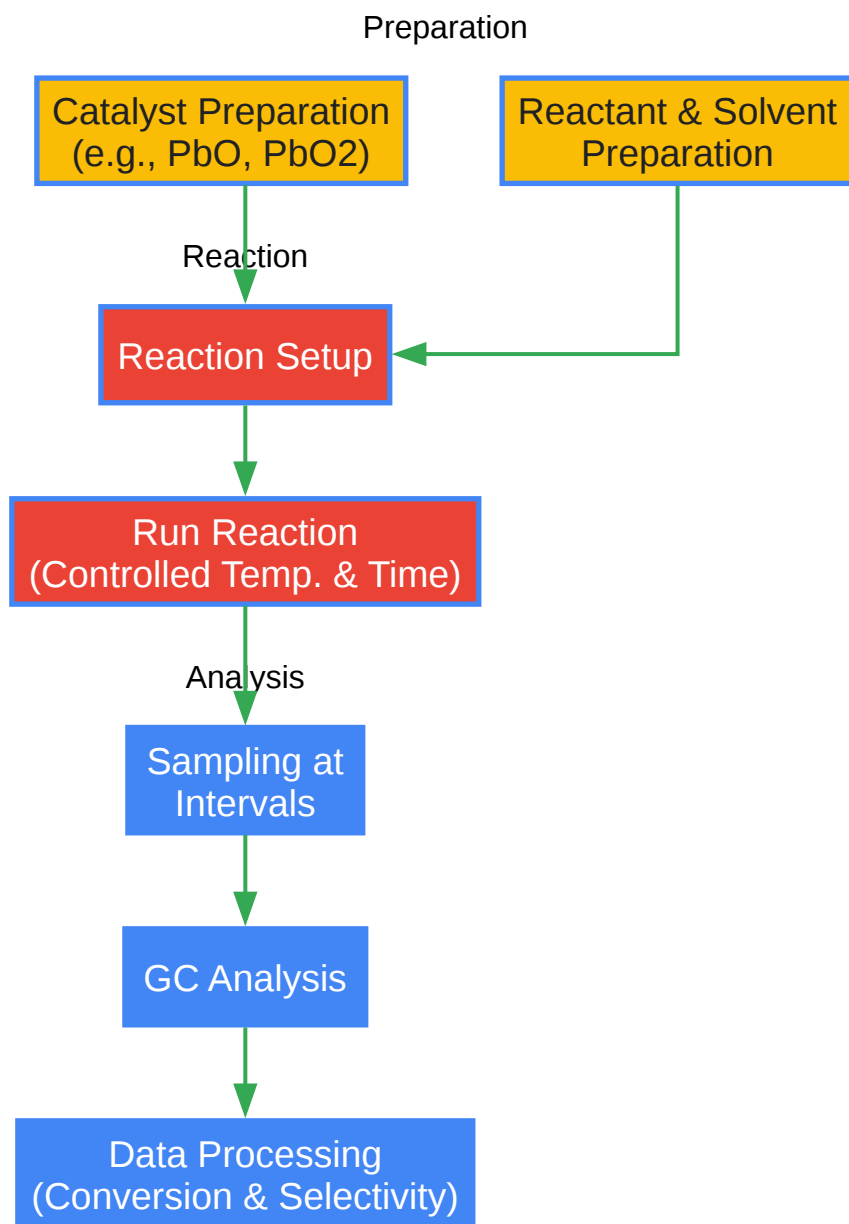 Preparation
Catalyst Preparation
(e.g., PbO, PbO2)
Reactant & Solvent
Preparation
Reaction
Reaction Setup
Run Reaction
(Controlled Temp. & Time)
Analysis
Sampling at
Intervals
GC Analysis
Data Processing
(Conversion & Selectivity)